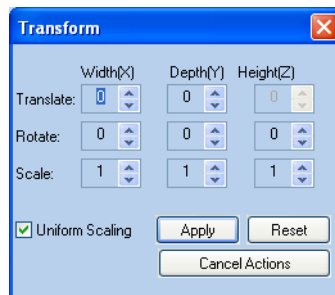 Transform
Width(X) Depth(Y) Height(Z)
Translate: 0 0 0
Rotate: 0 0 0
Scale: 1 1 1
Uniform Scaling Apply Reset
Cancel Actions